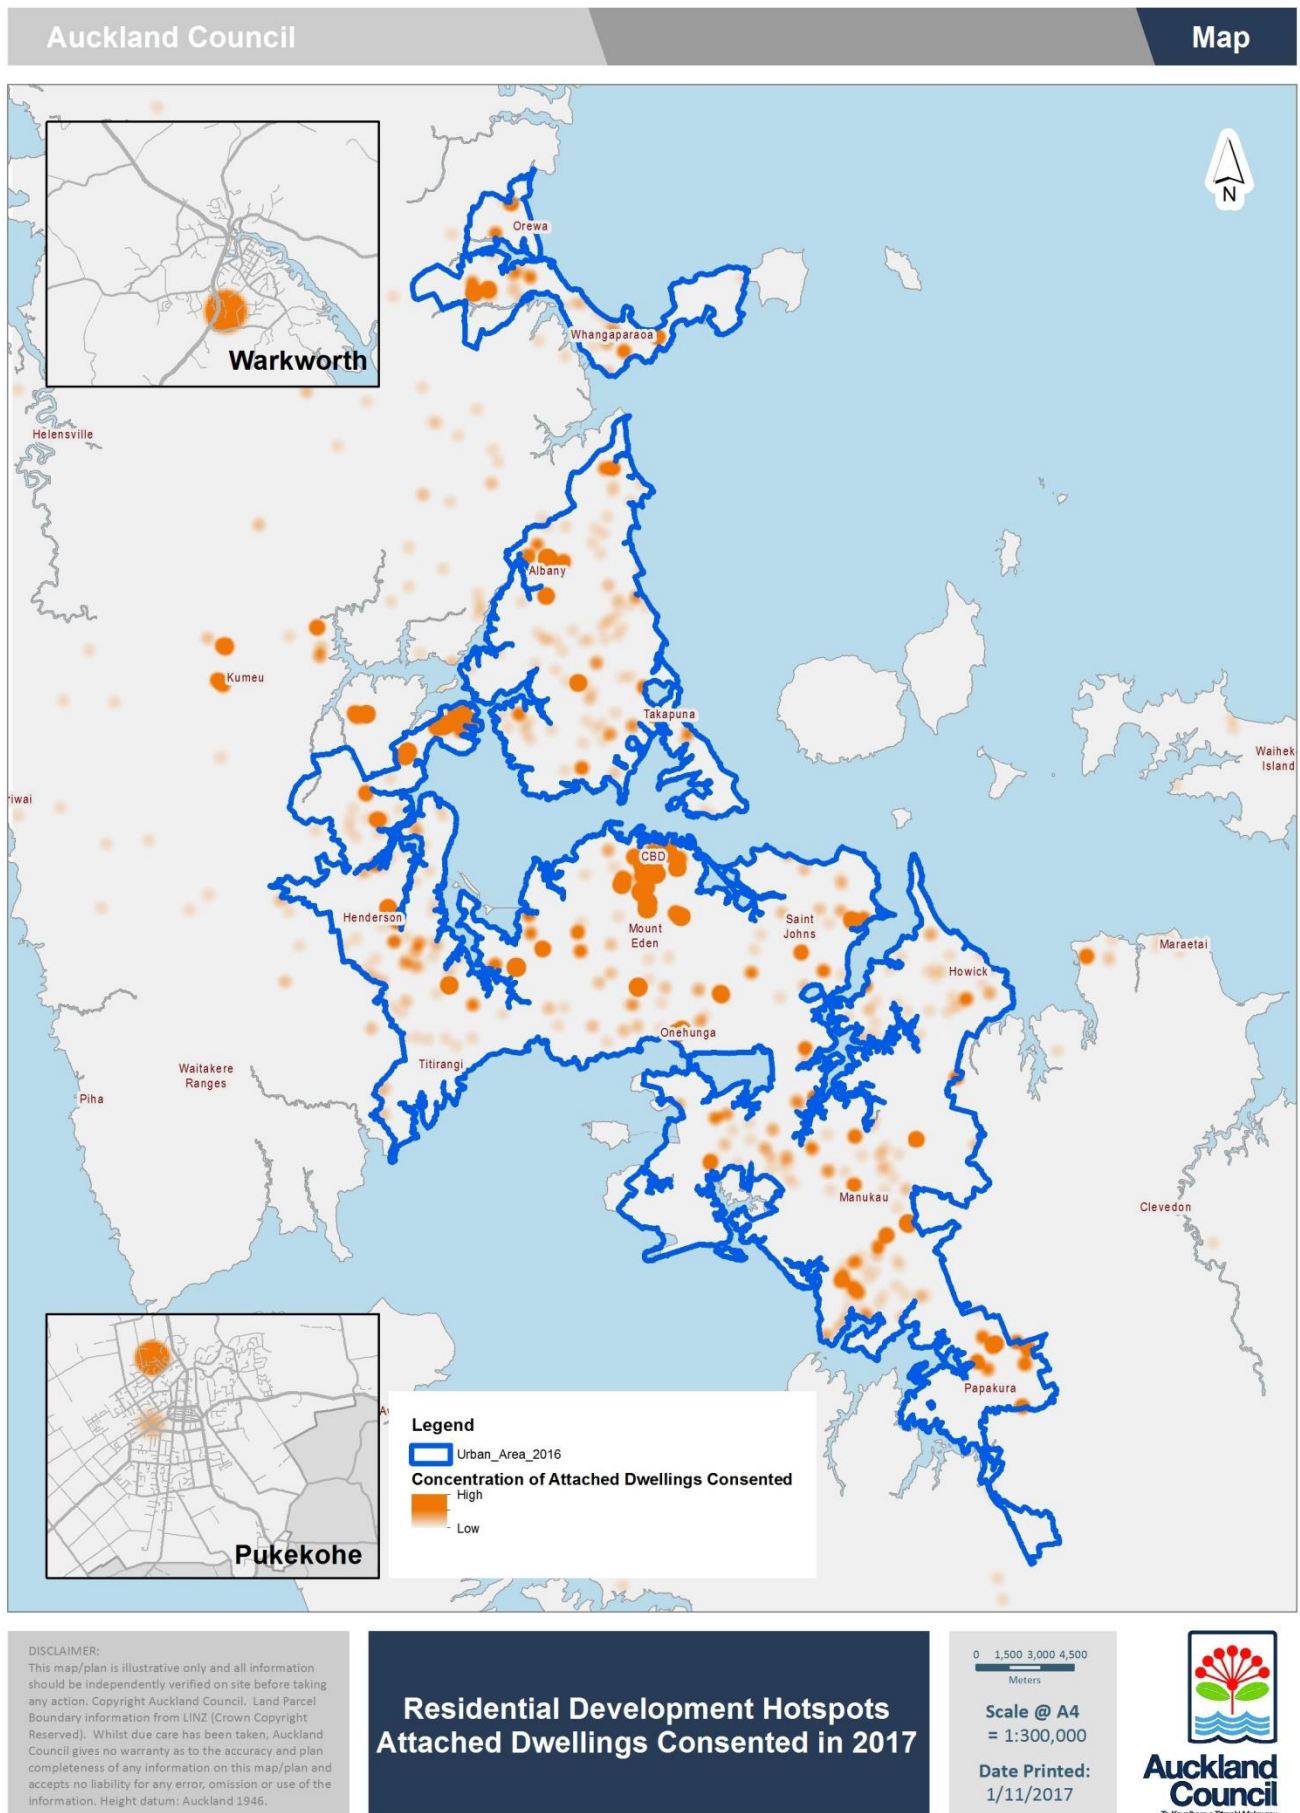 Auckland Council
Map
N
Warkworth
Orewa
Whangaparaoa
Helensville
Albany
Kumeu
Takapuna
Waihek
Island
riwai
CBD
Henderson
Mount
Eden
Saint
Johns
Howick
Maraetai
Onehunga
Titirangi
Waitakere
Ranges
Piha
Manukau
Clevedon
Papakura
Pukekohe
Legend
Urban_Area_2016
Concentration of Attached Dwellings Consented
High
Low
DISCLAIMER:
This map/plan is illustrative only and all information
should be independently verified on site before taking
any action. Copyright Auckland Council. Land Parcel
Boundary information from LINZ (Crown Copyright
Reserved). Whilst due care has been taken, Auckland
Council gives no warranty as to the accuracy and plan
completeness of any information on this map/plan and
accepts no liability for any error, omission or use of the
information. Height datum: Auckland 1946.
Residential Development Hotspots
Attached Dwellings Consented in 2017
0 1,500 3,000 4,500
Meters
Scale @ A4
= 1:300,000
Date Printed:
1/11/2017
Auckland
Council